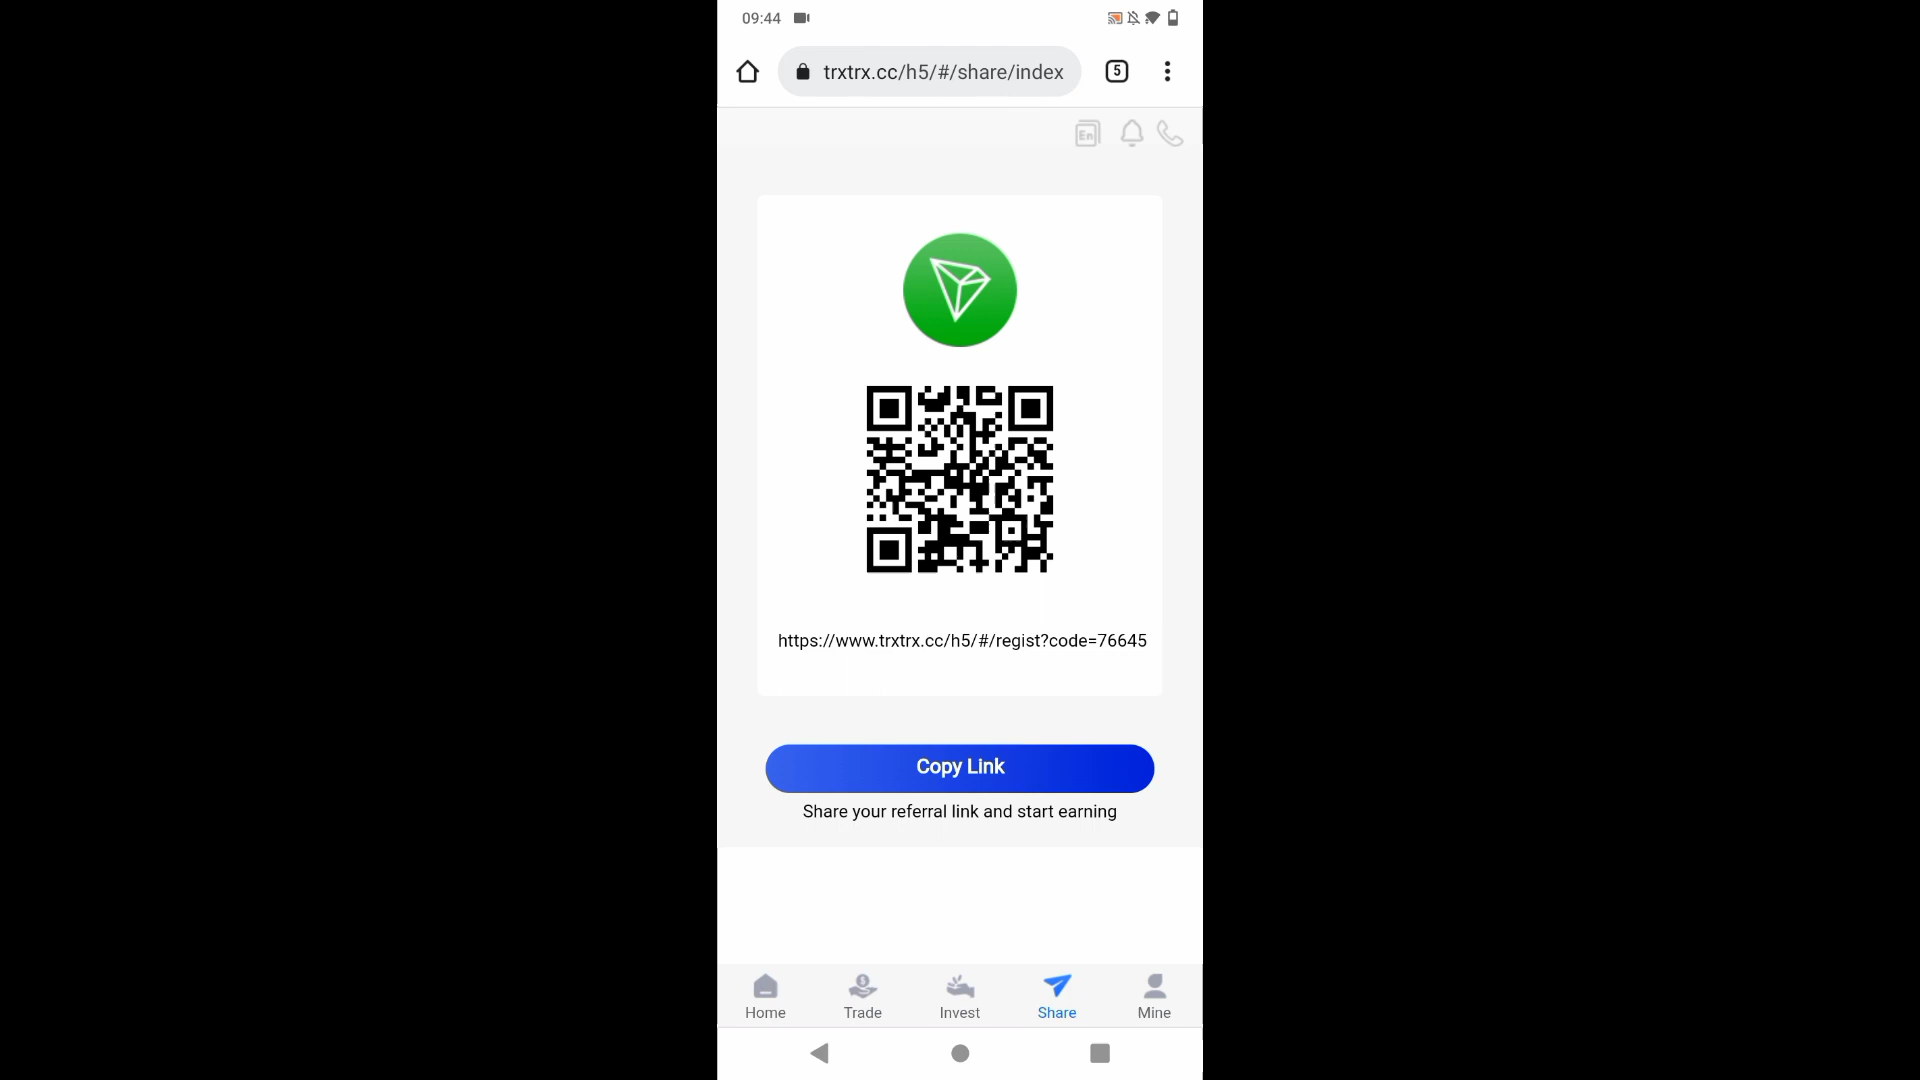 09:44
trxtrx.cc/h5/#/share/index
5
En
https://www.trxtrx.cc/h5/#/regist?code=76645
Copy Link
Share your referral link and start earning
Home Trade Invest Share Mine